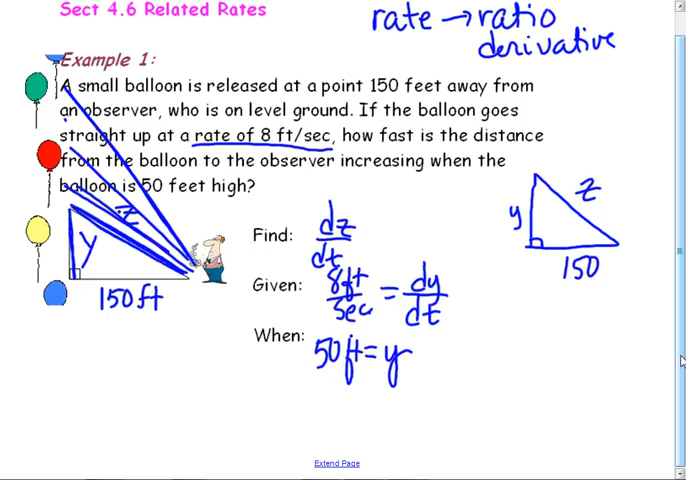 Sect 4.6 Related Rates
rate → ratio
derivative
Example 1:
A small balloon is released at a point 150 feet away from
an observer, who is on level ground. If the balloon goes
straight up at a rate of 8 ft/sec, how fast is the distance
from the balloon to the observer increasing when the
balloon is 50 feet high?
z
y
150 ft
Find: dz/dt
Given: 8ft/sec = dy/dt
When: 50 ft = y
z
y
150
Extend Page